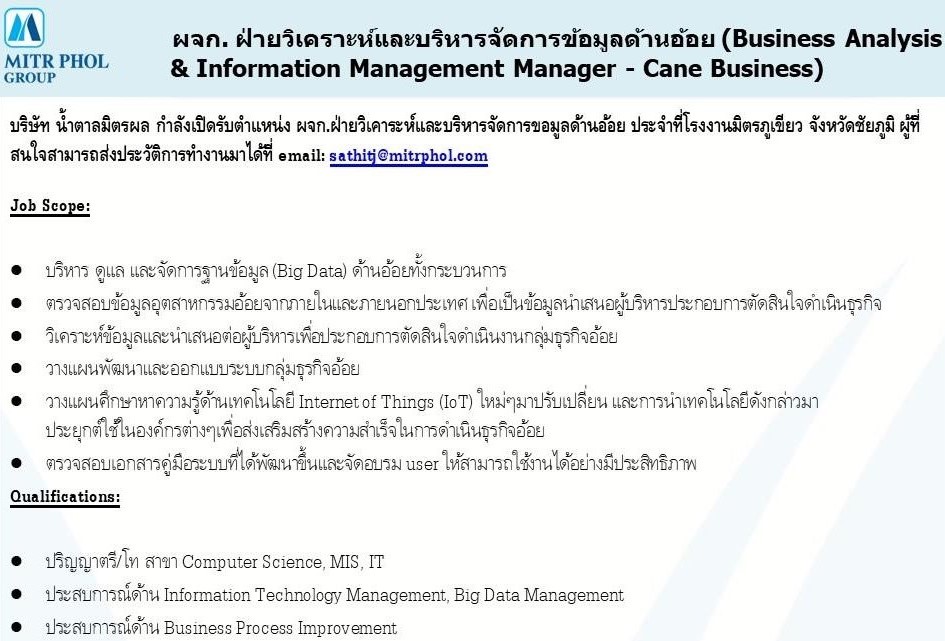 MITR PHOL
GROUP
ผจก. ฝ่ายวิเคราะห์และบริหารจัดการข้อมูลด้านอ้อย (Business Analysis
& Information Management Manager - Cane Business)
บริษัท น้ำตาลมิตรผล กำลังเปิดรับตำแหน่ง ผจก.ฝ่ายวิเคาระห์และบริหารจัดการขอมูลด้านอ้อย ประจำที่โรงงานมิตรภูเขียว จังหวัดชัยภูมิ ผู้ที่
สนใจสามารถส่งประวัติการทำงานมาได้ที่ email: sathitj@mitrphol.com
Job Scope:
● บริหาร ดูแล และจัดการฐานข้อมูล (Big Data) ด้านอ้อยทั้งกระบวนการ
● ตรวจสอบข้อมูลอุตสาหกรรมอ้อยจากภายในและภายนอกประเทศ เพื่อเป็นข้อมูลนำเสนอผู้บริหารประกอบการตัดสินใจดำเนินธุรกิจ
● วิเคราะห์ข้อมูลและนำเสนอต่อผู้บริหารเพื่อประกอบการตัดสินใจดำเนินงานกลุ่มธุรกิจอ้อย
● วางแผนพัฒนาและออกแบบระบบกลุ่มธุรกิจอ้อย
● วางแผนศึกษาหาความรู้ด้านเทคโนโลยี Internet of Things (IoT) ใหม่ๆมาปรับเปลี่ยน และการนำเทคโนโลยีดังกล่าวมา
ประยุกต์ใช้ในองค์กรต่างๆเพื่อส่งเสริมสร้างความสำเร็จในการดำเนินธุรกิจอ้อย
● ตรวจสอบเอกสารคู่มือระบบที่ได้พัฒนาขึ้นและจัดอบรม user ให้สามารถใช้งานได้อย่างมีประสิทธิภาพ
Qualifications:
● ปริญญาตรี/โท สาขา Computer Science, MIS, IT
● ประสบการณ์ด้าน Information Technology Management, Big Data Management
● ประสบการณ์ด้าน Business Process Improvement